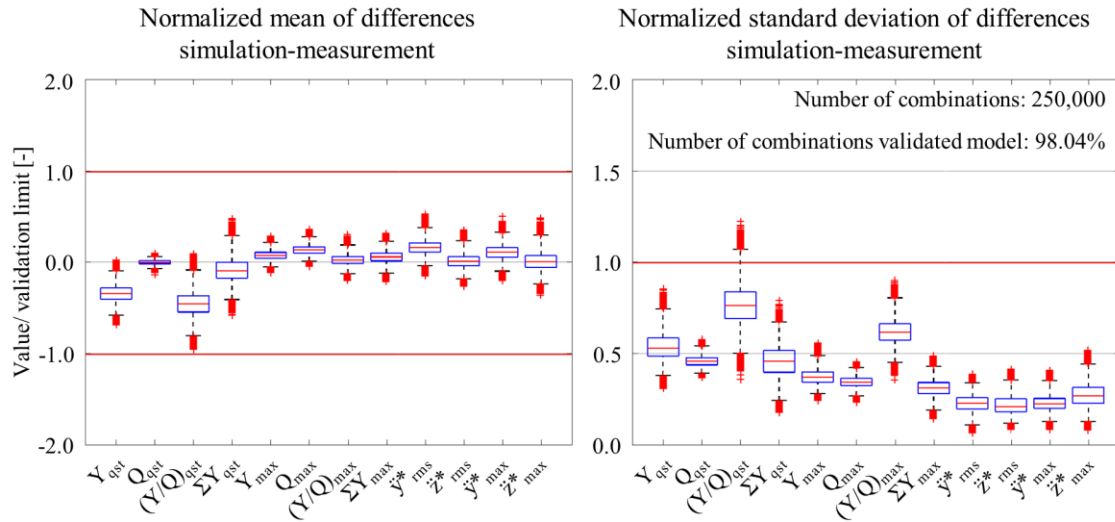 Normalized mean of differences
simulation-measurement
Value/ validation limit [-]
2.0
1.0
0.0
-1.0
-2.0
Y qst
Q qst
(Y/Q) qst
ΣY qst
Y max
Q max
(Y/Q) max
ΣY max
ÿ* rms
z̈* rms
ÿ* max
z̈* max
Normalized standard deviation of differences
simulation-measurement
Number of combinations: 250,000
Number of combinations validated model: 98.04%
2.0
1.5
1.0
0.5
0.0
Y qst
Q qst
(Y/Q) qst
ΣY qst
Y max
Q max
(Y/Q) max
ΣY max
ÿ* rms
z̈* rms
ÿ* max
z̈* max